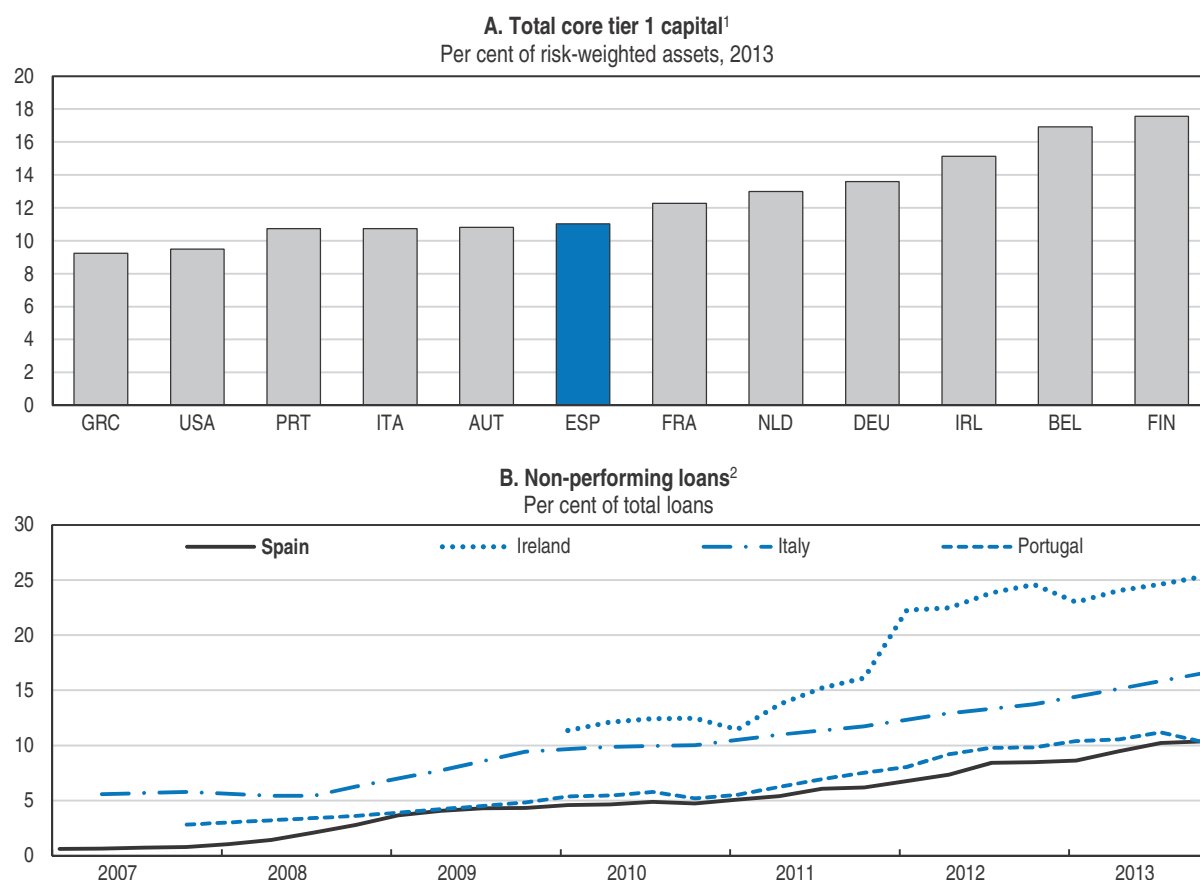 A. Total core tier 1 capital¹
Per cent of risk-weighted assets, 2013
20
18
16
14
12
10
8
6
4
2
0
GRC USA PRT ITA AUT ESP FRA NLD DEU IRL BEL FIN
B. Non-performing loans²
Per cent of total loans
30
Spain Ireland Italy Portugal
25
20
15
10
5
0
2007 2008 2009 2010 2011 2012 2013